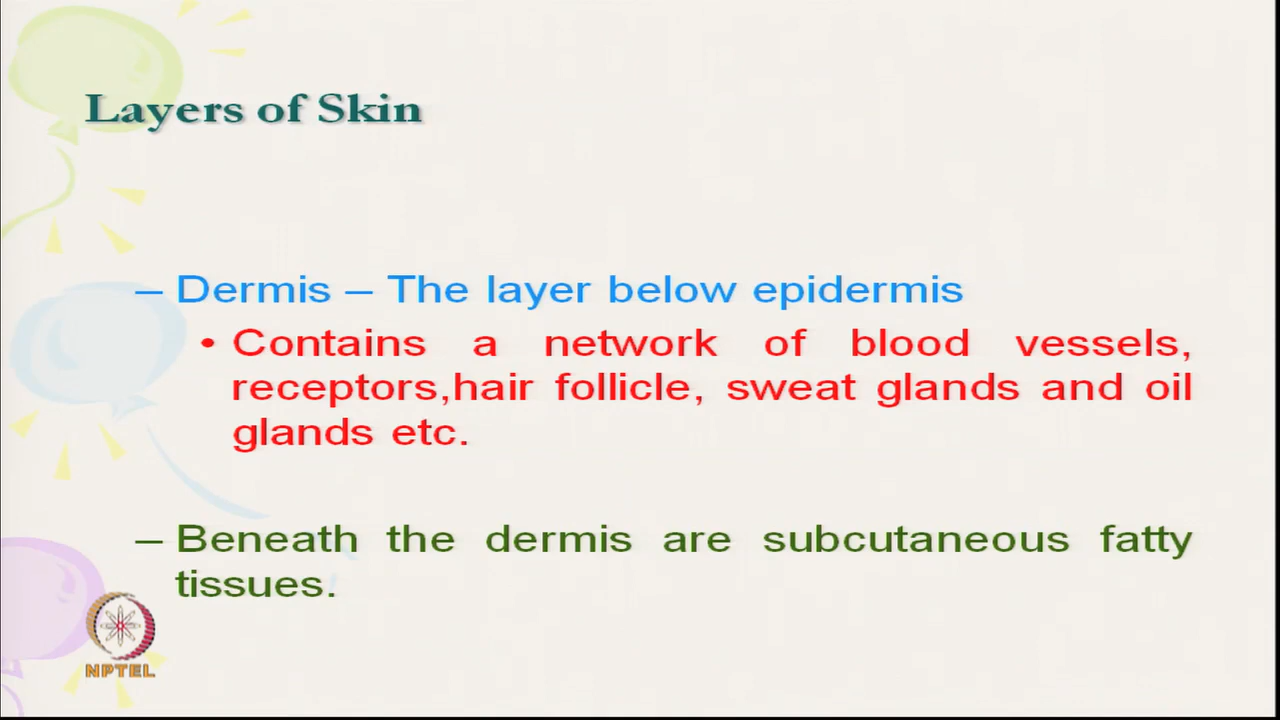 Layers of Skin
– Dermis – The layer below epidermis
• Contains a network of blood vessels,
receptors,hair follicle, sweat glands and oil
glands etc.
– Beneath the dermis are subcutaneous fatty
tissues.
NPTEL